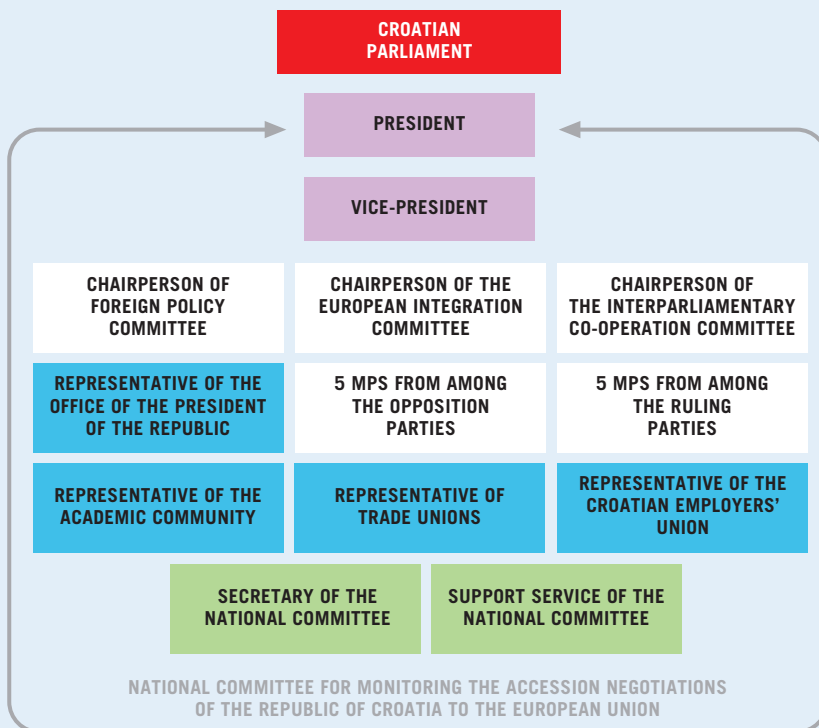 CROATIAN
PARLIAMENT
PRESIDENT
VICE-PRESIDENT
CHAIRPERSON OF
FOREIGN POLICY
COMMITTEE
CHAIRPERSON OF THE
EUROPEAN INTEGRATION
COMMITTEE
CHAIRPERSON OF
THE INTERPARLIAMENTARY
CO-OPERATION COMMITTEE
REPRESENTATIVE OF THE
OFFICE OF THE PRESIDENT
OF THE REPUBLIC
5 MPS FROM AMONG
THE OPPOSITION
PARTIES
5 MPS FROM AMONG
THE RULING
PARTIES
REPRESENTATIVE OF THE
ACADEMIC COMMUNITY
REPRESENTATIVE OF
TRADE UNIONS
REPRESENTATIVE OF THE
CROATIAN EMPLOYERS'
UNION
SECRETARY OF THE
NATIONAL COMMITTEE
SUPPORT SERVICE OF THE
NATIONAL COMMITTEE
NATIONAL COMMITTEE FOR MONITORING THE ACCESSION NEGOTIATIONS
OF THE REPUBLIC OF CROATIA TO THE EUROPEAN UNION